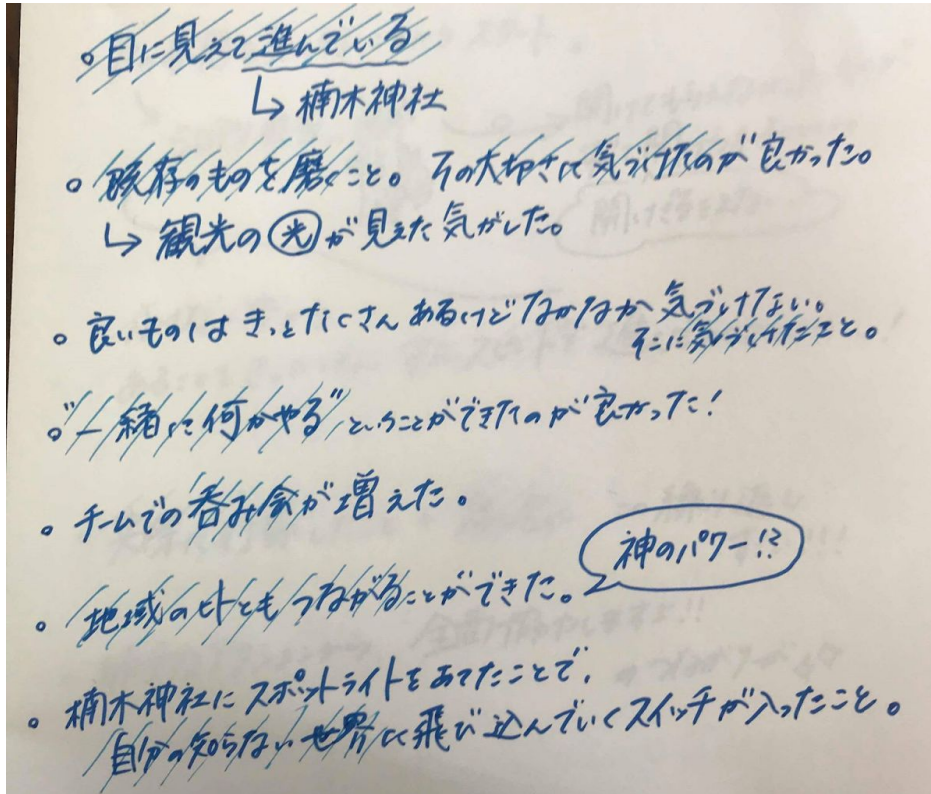 。目に見えて進んでいる
↳ 楠木神社
。既存のものを磨くこと。その大切さに気づけたのが良かった。
↳ 観光の光が見えた気がした。
。良いものはきっとたくさんあるけどなかなか気づけない。
そこに気づけたこと。
。"一緒に何かやる"ということができたのが良かった!
。チームでの呑み会が増えた。
神のパワー!?
。地域のヒトともつながることができた。
。楠木神社にスポットライトをあてたことで、
自分の知らない世界に飛び込んでいくスイッチが入ったこと。